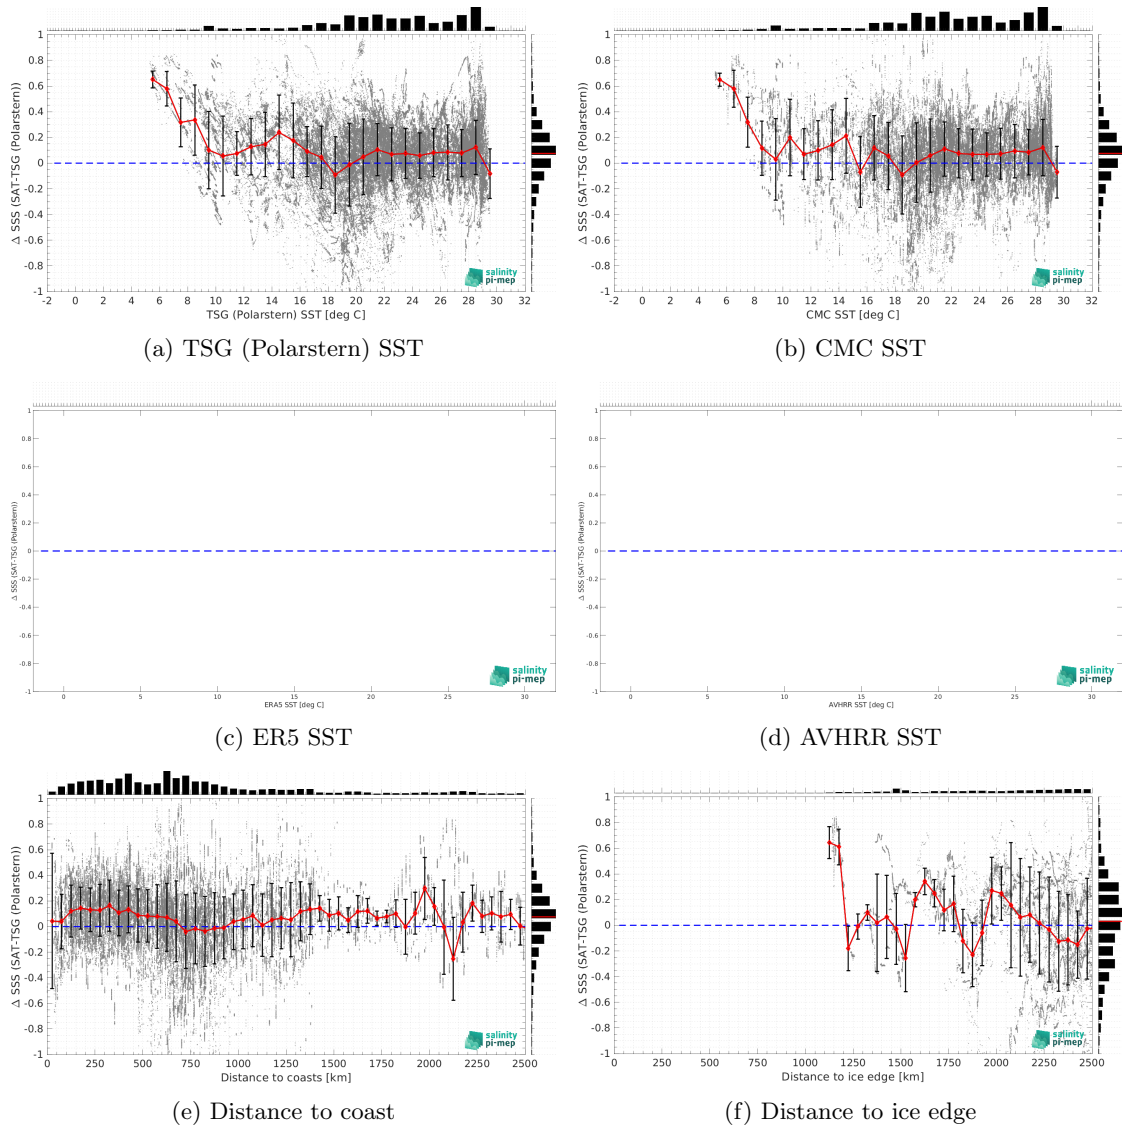 1
0.8
0.6
0.4
0.2
0
-0.2
-0.4
-0.6
-0.8
-1
Δ SSS (SAT-TSG (Polarstern))
-2 0 2 4 6 8 10 12 14 16 18 20 22 24 26 28 30 32
TSG (Polarstern) SST [deg C]
salinity
pi-mep
(a) TSG (Polarstern) SST
1
0.8
0.6
0.4
0.2
0
-0.2
-0.4
-0.6
-0.8
-1
Δ SSS (SAT-TSG (Polarstern))
-2 0 2 4 6 8 10 12 14 16 18 20 22 24 26 28 30 32
CMC SST [deg C]
salinity
pi-mep
(b) CMC SST
1
0.8
0.6
0.4
0.2
0
-0.2
-0.4
-0.6
-0.8
-1
Δ SSS (SAT-TSG (Polarstern))
0 5 10 15 20 25 30
ERA5 SST [deg C]
salinity
pi-mep
(c) ER5 SST
1
0.8
0.6
0.4
0.2
0
-0.2
-0.4
-0.6
-0.8
-1
Δ SSS (SAT-TSG (Polarstern))
0 5 10 15 20 25 30
AVHRR SST [deg C]
salinity
pi-mep
(d) AVHRR SST
1
0.8
0.6
0.4
0.2
0
-0.2
-0.4
-0.6
-0.8
-1
Δ SSS (SAT-TSG (Polarstern))
0 250 500 750 1000 1250 1500 1750 2000 2250 2500
Distance to coasts [km]
salinity
pi-mep
(e) Distance to coast
1
0.8
0.6
0.4
0.2
0
-0.2
-0.4
-0.6
-0.8
-1
Δ SSS (SAT-TSG (Polarstern))
0 250 500 750 1000 1250 1500 1750 2000 2250 2500
Distance to ice edge [km]
salinity
pi-mep
(f) Distance to ice edge